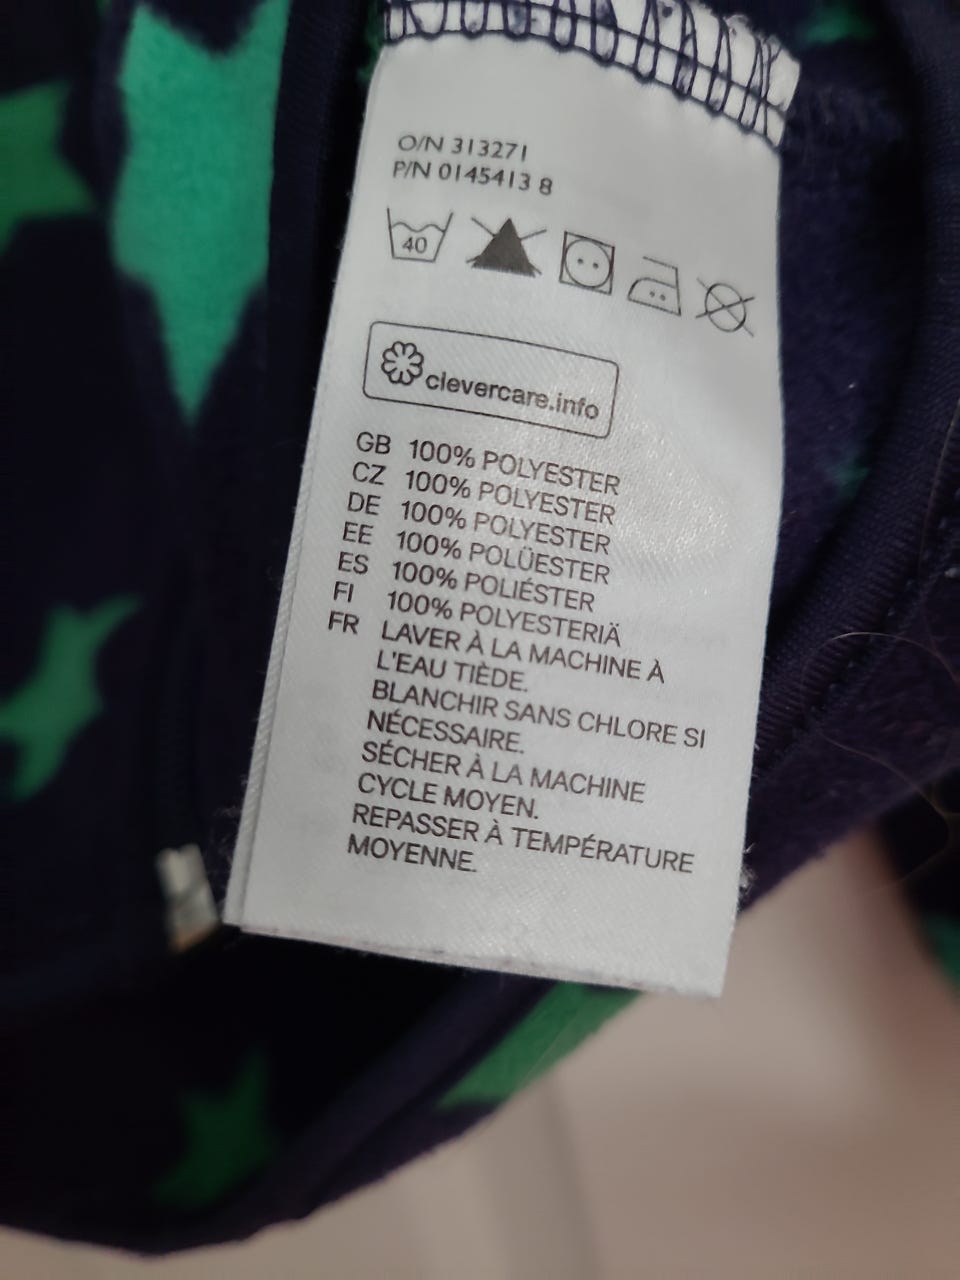 O/N 313271
P/N 0145413 8
40
clevercare.info
GB 100% POLYESTER
CZ 100% POLYESTER
DE 100% POLYESTER
EE 100% POLÜESTER
ES 100% POLIÉSTER
FI 100% POLYESTERIÄ
FR LAVER À LA MACHINE À
L'EAU TIÈDE.
BLANCHIR SANS CHLORE SI
NÉCESSAIRE.
SÉCHER À LA MACHINE
CYCLE MOYEN.
REPASSER À TEMPÉRATURE
MOYENNE.